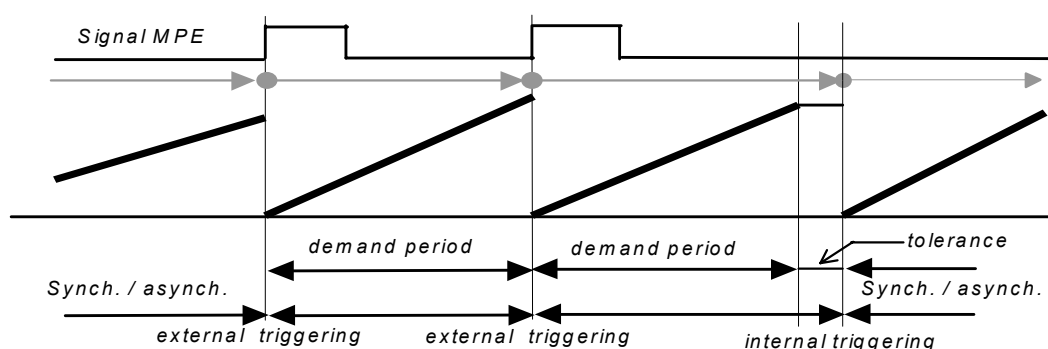 Signal MPE
demand period
demand period
tolerance
Synch. / asynch.
Synch. / asynch.
external triggering
external triggering
internal triggering